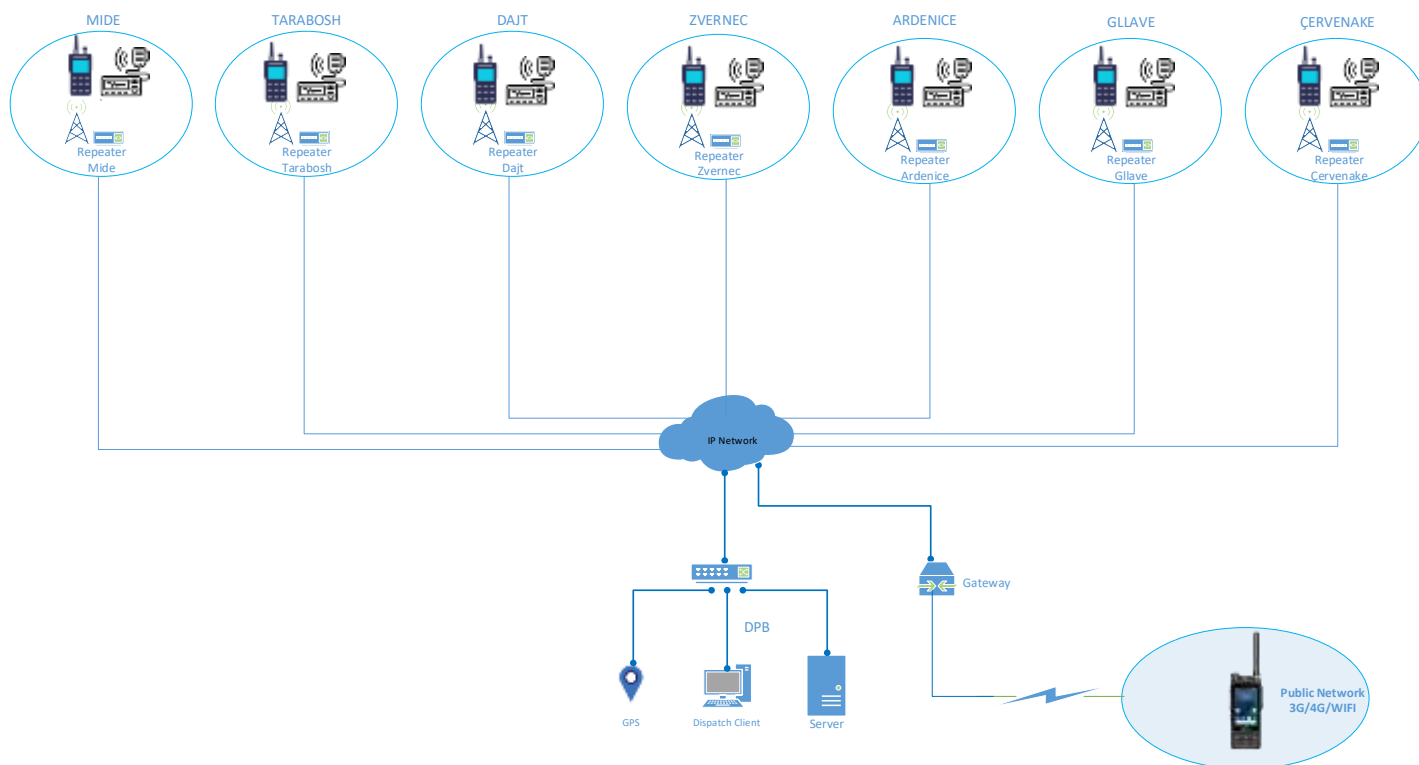 MIDE
TARABOSH
DAJT
ZVERNEC
ARDENICE
GLLAVE
ÇERVENAKE
Repeater
Mide
Repeater
Tarabosh
Repeater
Dajt
Repeater
Zvernec
Repeater
Ardenice
Repeater
Gllave
Repeater
Çervenake
IP Network
Gateway
DPB
GPS
Dispatch Client
Server
Public Network
3G/4G/WIFI